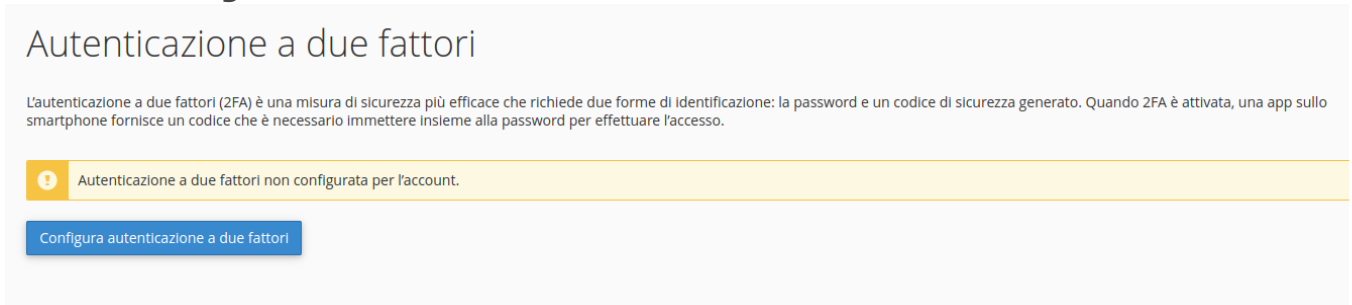 Autenticazione a due fattori
L'autenticazione a due fattori (2FA) è una misura di sicurezza più efficace che richiede due forme di identificazione: la password e un codice di sicurezza generato. Quando 2FA è attivata, una app sullo
smartphone fornisce un codice che è necessario immettere insieme alla password per effettuare l'accesso.
Autenticazione a due fattori non configurata per l'account.
Configura autenticazione a due fattori